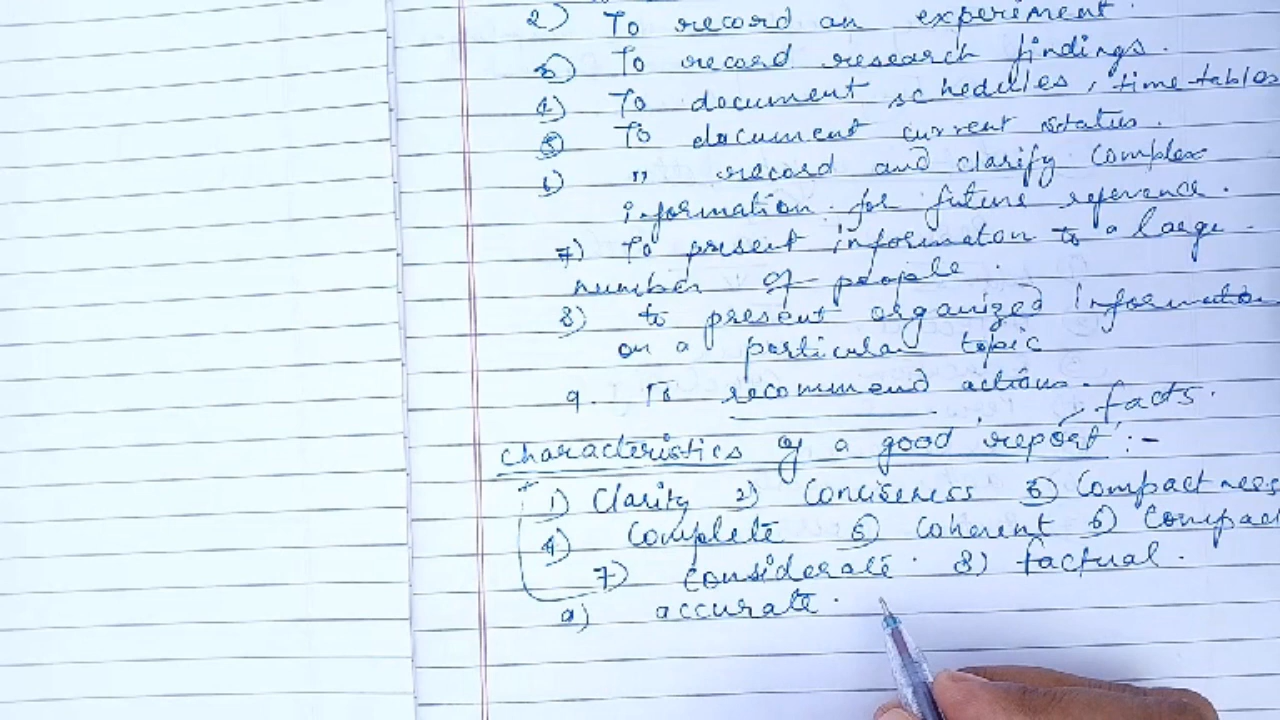 2) To record an experiment.
3) To record research findings.
4) To document schedules, time tables
5) To document current status.
6) " record and clarify complex
information for future reference.
7) To present informaton to a large
number of people.
8) to present organized information
on a particular topic
9. To recommend actions.
facts.
Characteristics of a good report :-
1) Clarity 2) Conciseness 3) Compactness
4) Complete 5) Coherent 6) Compact
7) Considerate. 8) factual.
9) accurate.